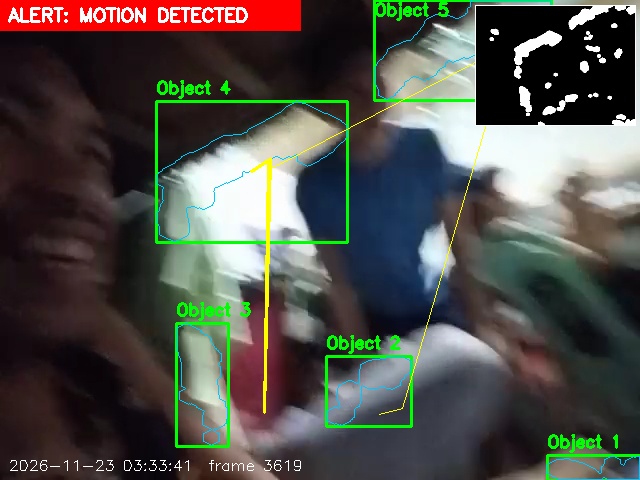 ALERT: MOTION DETECTED
Object 5
Object 4
Object 3
Object 2
Object 1
2026-11-23 03:33:41 frame 3619